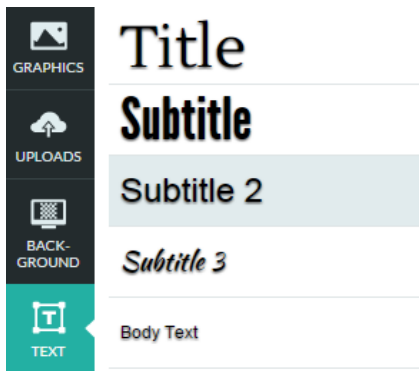 GRAPHICS
UPLOADS
BACK-
GROUND
T
TEXT
Title
Subtitle
Subtitle 2
Subtitle 3
Body Text